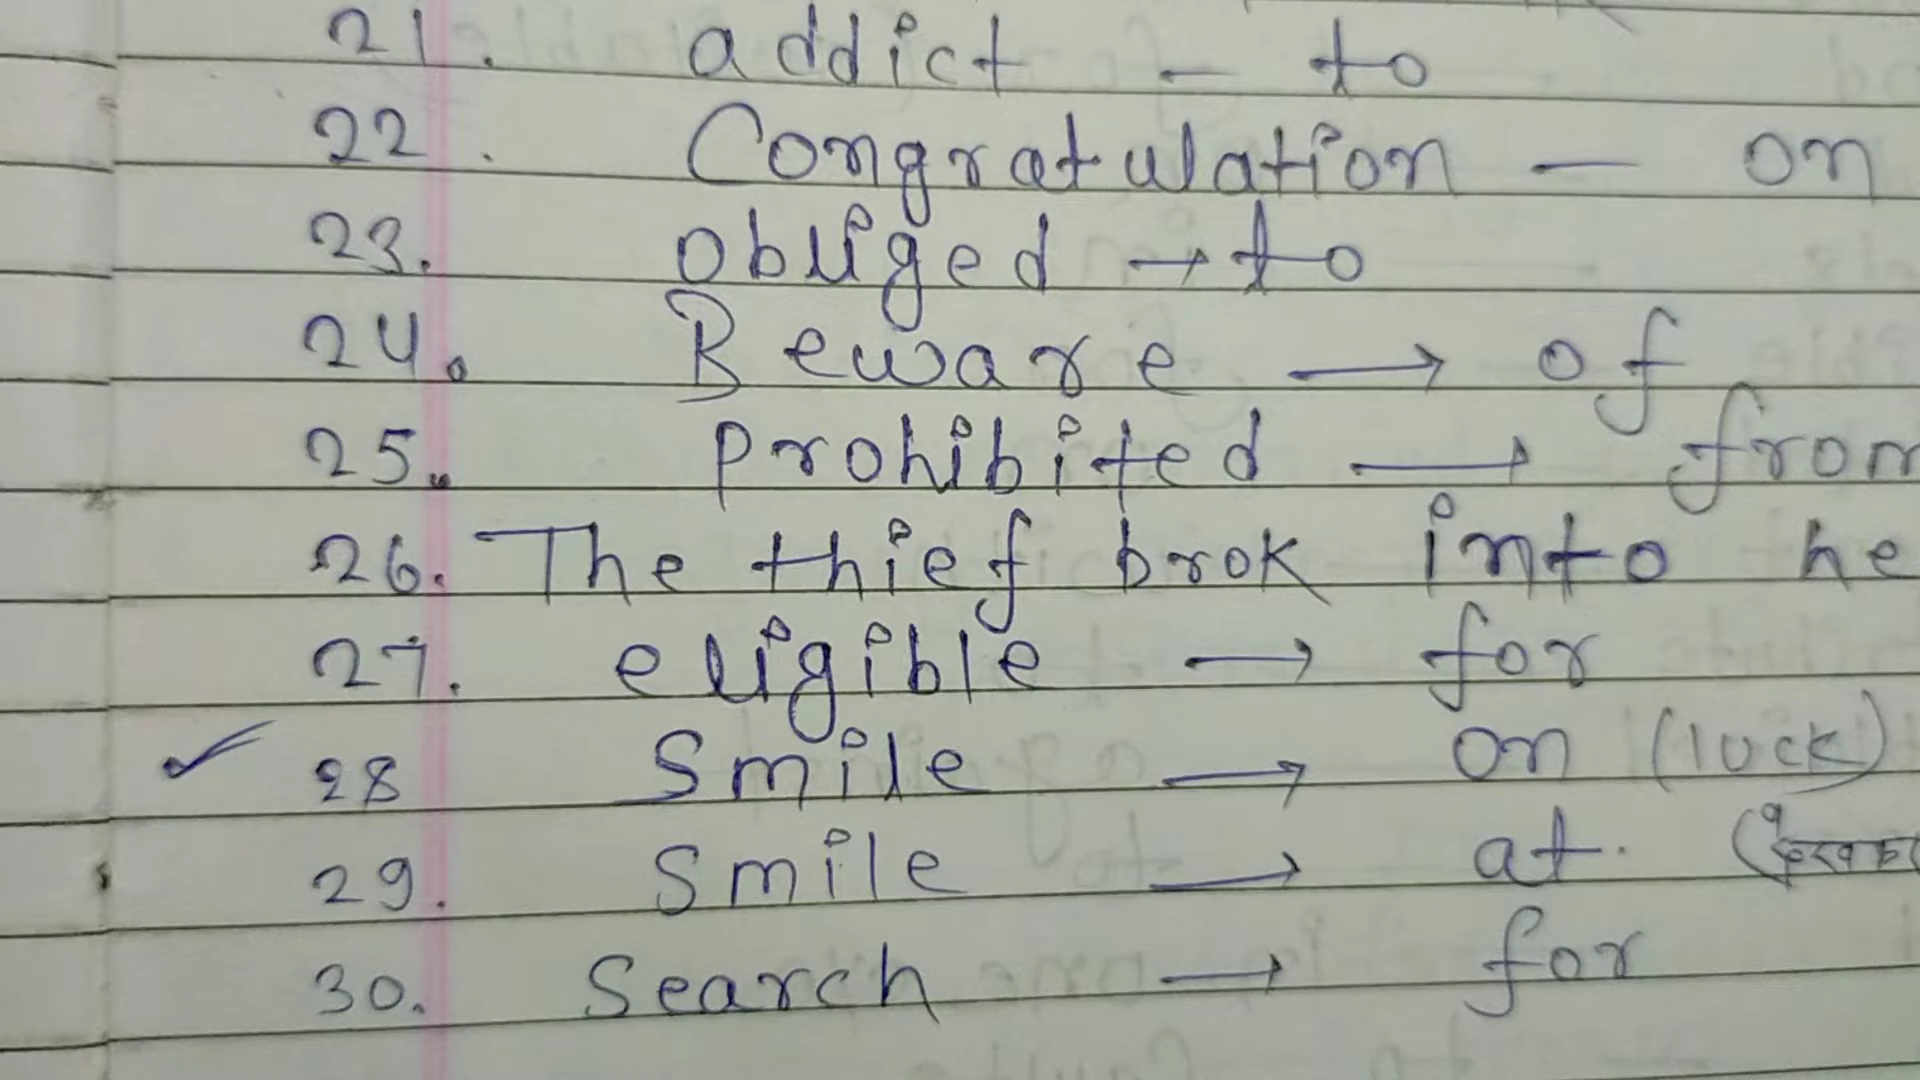 21. addict - to
22. Congratulation - on
23. obliged → to
24. Beware → of
25. prohibited → from
26. The thief brok into he
27. eligible → for
✓ 28 Smile → on (luck)
29. Smile → at. (
30. Search → for